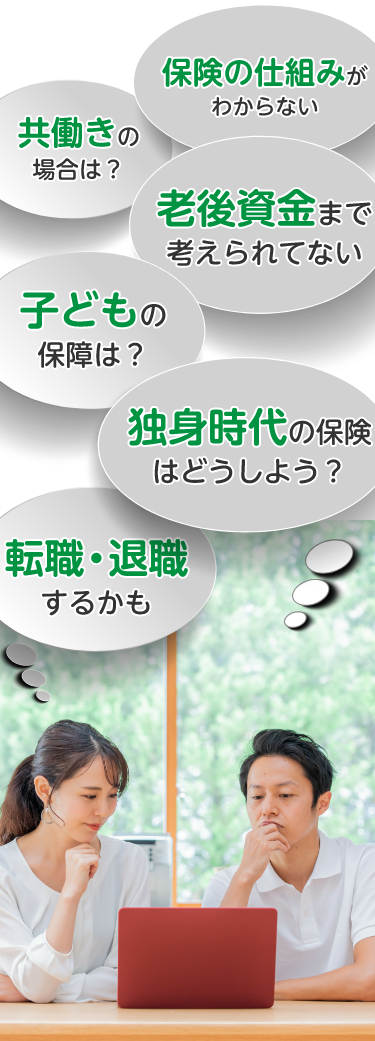 保険の仕組みが
わからない
共働きの
場合は？
老後資金まで
考えられてない
子どもの
保障は？
独身時代の保険
はどうしよう？
転職・退職
するかも